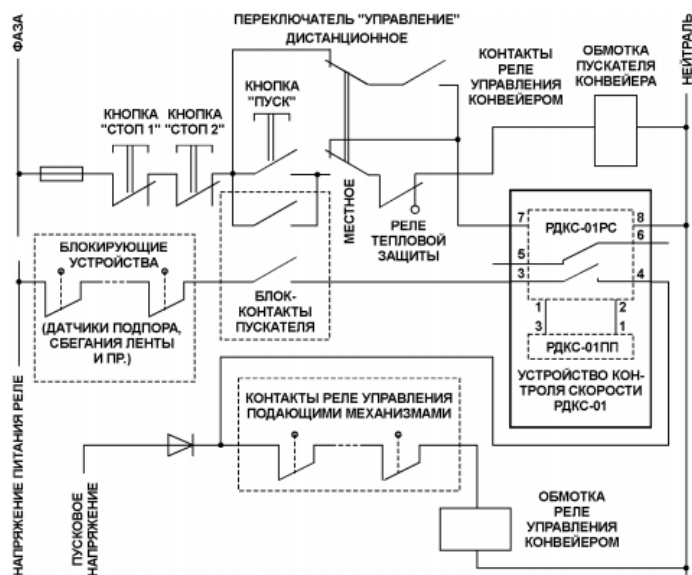 ПЕРЕКЛЮЧАТЕЛЬ "УПРАВЛЕНИЕ"
ДИСТАНЦИОННОЕ
ФАЗА
КОНТАКТЫ
РЕЛЕ
УПРАВЛЕНИЯ
КОНВЕЙЕРОМ
ОБМОТКА
ПУСКАТЕЛЯ
КОНВЕЙЕРА
НЕЙТРАЛЬ
КНОПКА
"СТОП 1"
КНОПКА
"СТОП 2"
КНОПКА
"ПУСК"
МЕСТНОЕ
РЕЛЕ
ТЕПЛОВОЙ
ЗАЩИТЫ
БЛОКИРУЮЩИЕ
УСТРОЙСТВА
(ДАТЧИКИ ПОДПОРА,
СБЕГАНИЯ ЛЕНТЫ
И ПР.)
БЛОК-
КОНТАКТЫ
ПУСКАТЕЛЯ
7
РДКС-01РС
8
6
5
3
4
1
2
3
1
РДКС-01ПП
УСТРОЙСТВО КОН-
ТРОЛЯ СКОРОСТИ
РДКС-01
КОНТАКТЫ РЕЛЕ УПРАВЛЕНИЯ
ПОДАЮЩИМИ МЕХАНИЗМАМИ
НАПРЯЖЕНИЕ ПИТАНИЯ РЕЛЕ
ПУСКОВОЕ
НАПРЯЖЕНИЕ
ОБМОТКА
РЕЛЕ
УПРАВЛЕНИЯ
КОНВЕЙЕРОМ